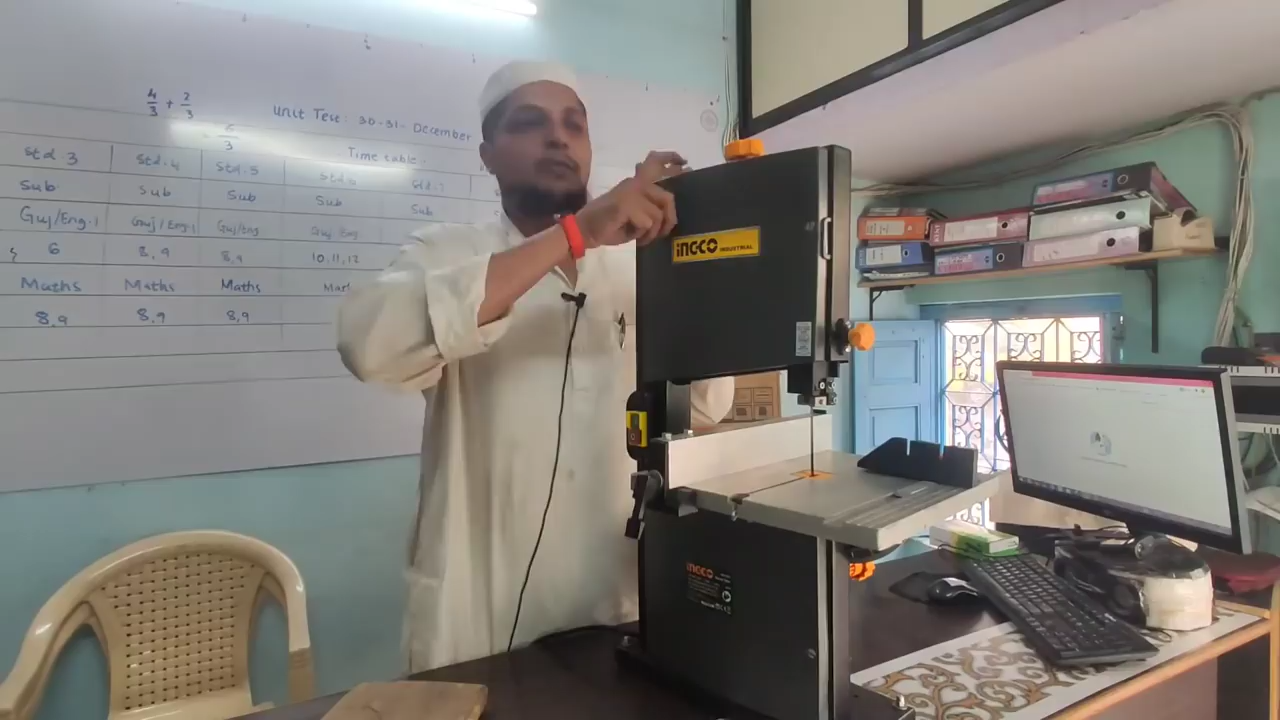 4/3 + 2/3
6/3
Unit Test: 30-31- December
Time table.
Std.3 Std.4 Std.5
Sub Sub Sub Sub Sub
Guj/Eng.1 Guj/Eng.1 Guj/Eng Guj Eng
6 8,9 8,9 10,11,12
Maths Maths Maths
8,9 8,9 8,9
INGCO INDUSTRIAL
INGCO